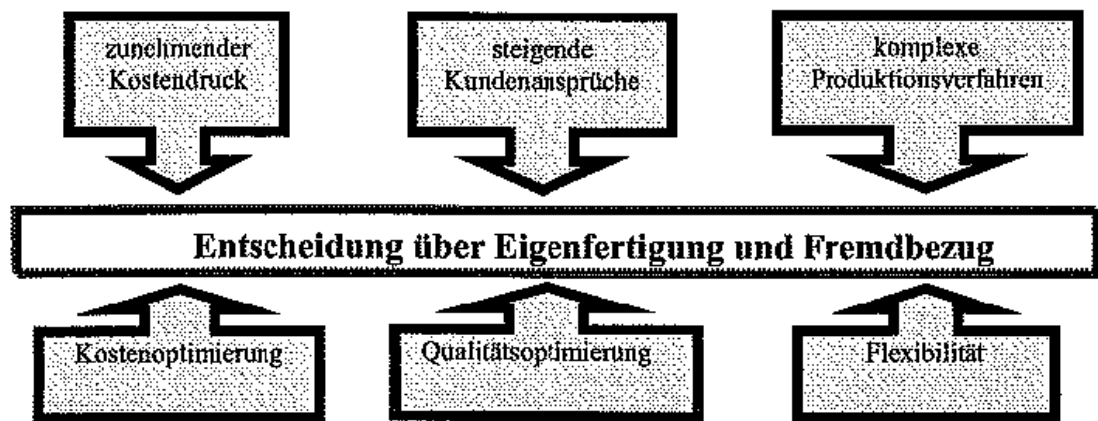 zunehmender
Kostendruck
steigende
Kundenansprüche
komplexe
Produktionsverfahren
Entscheidung über Eigenfertigung und Fremdbezug
Kostenoptimierung
Qualitätsoptimierung
Flexibilität